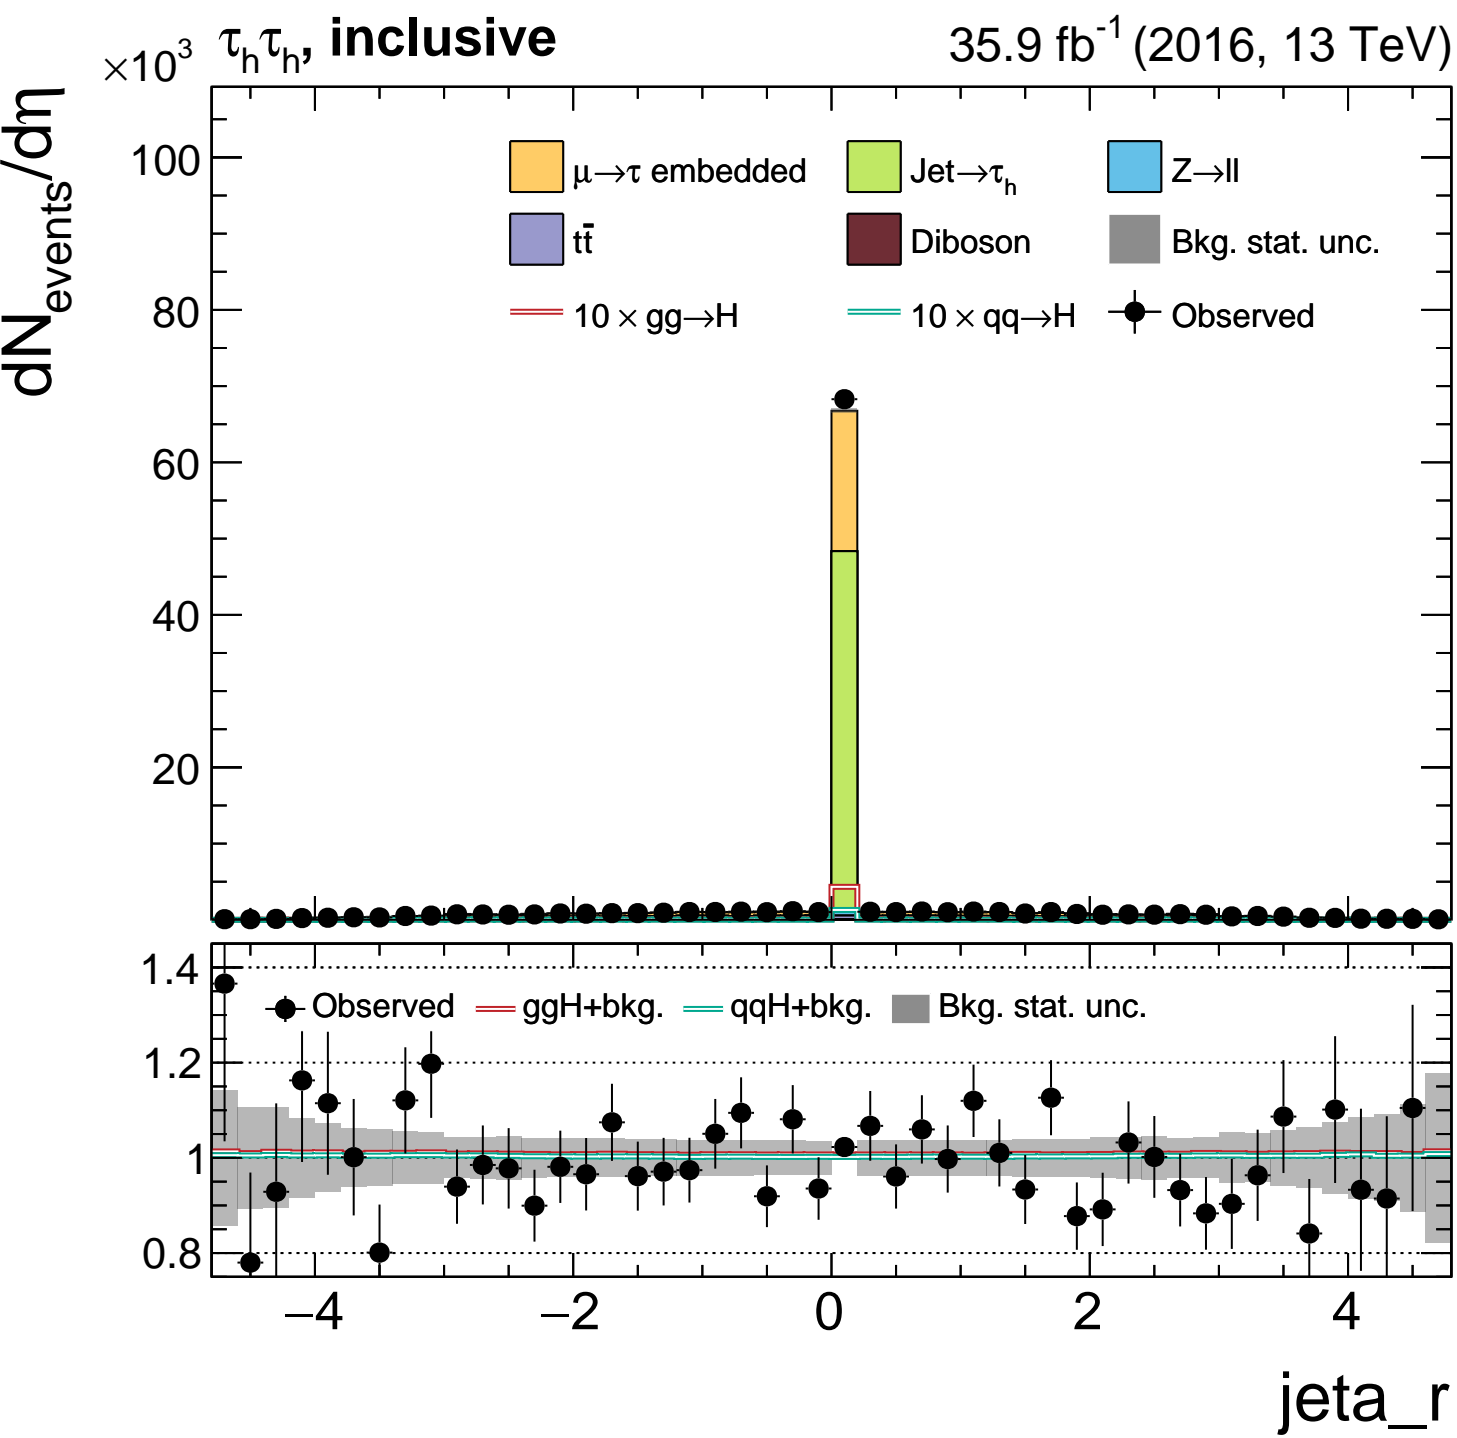 ×10³ τₕτₕ, inclusive 35.9 fb⁻¹ (2016, 13 TeV)
dN_events/dη
100
80
60
40
20
μ→τ embedded Jet→τₕ Z→ll
tt̄ Diboson Bkg. stat. unc.
10 × gg→H 10 × qq→H Observed
1.4
1.2
1
0.8
Observed ggH+bkg. qqH+bkg. Bkg. stat. unc.
−4 −2 0 2 4
jeta_r